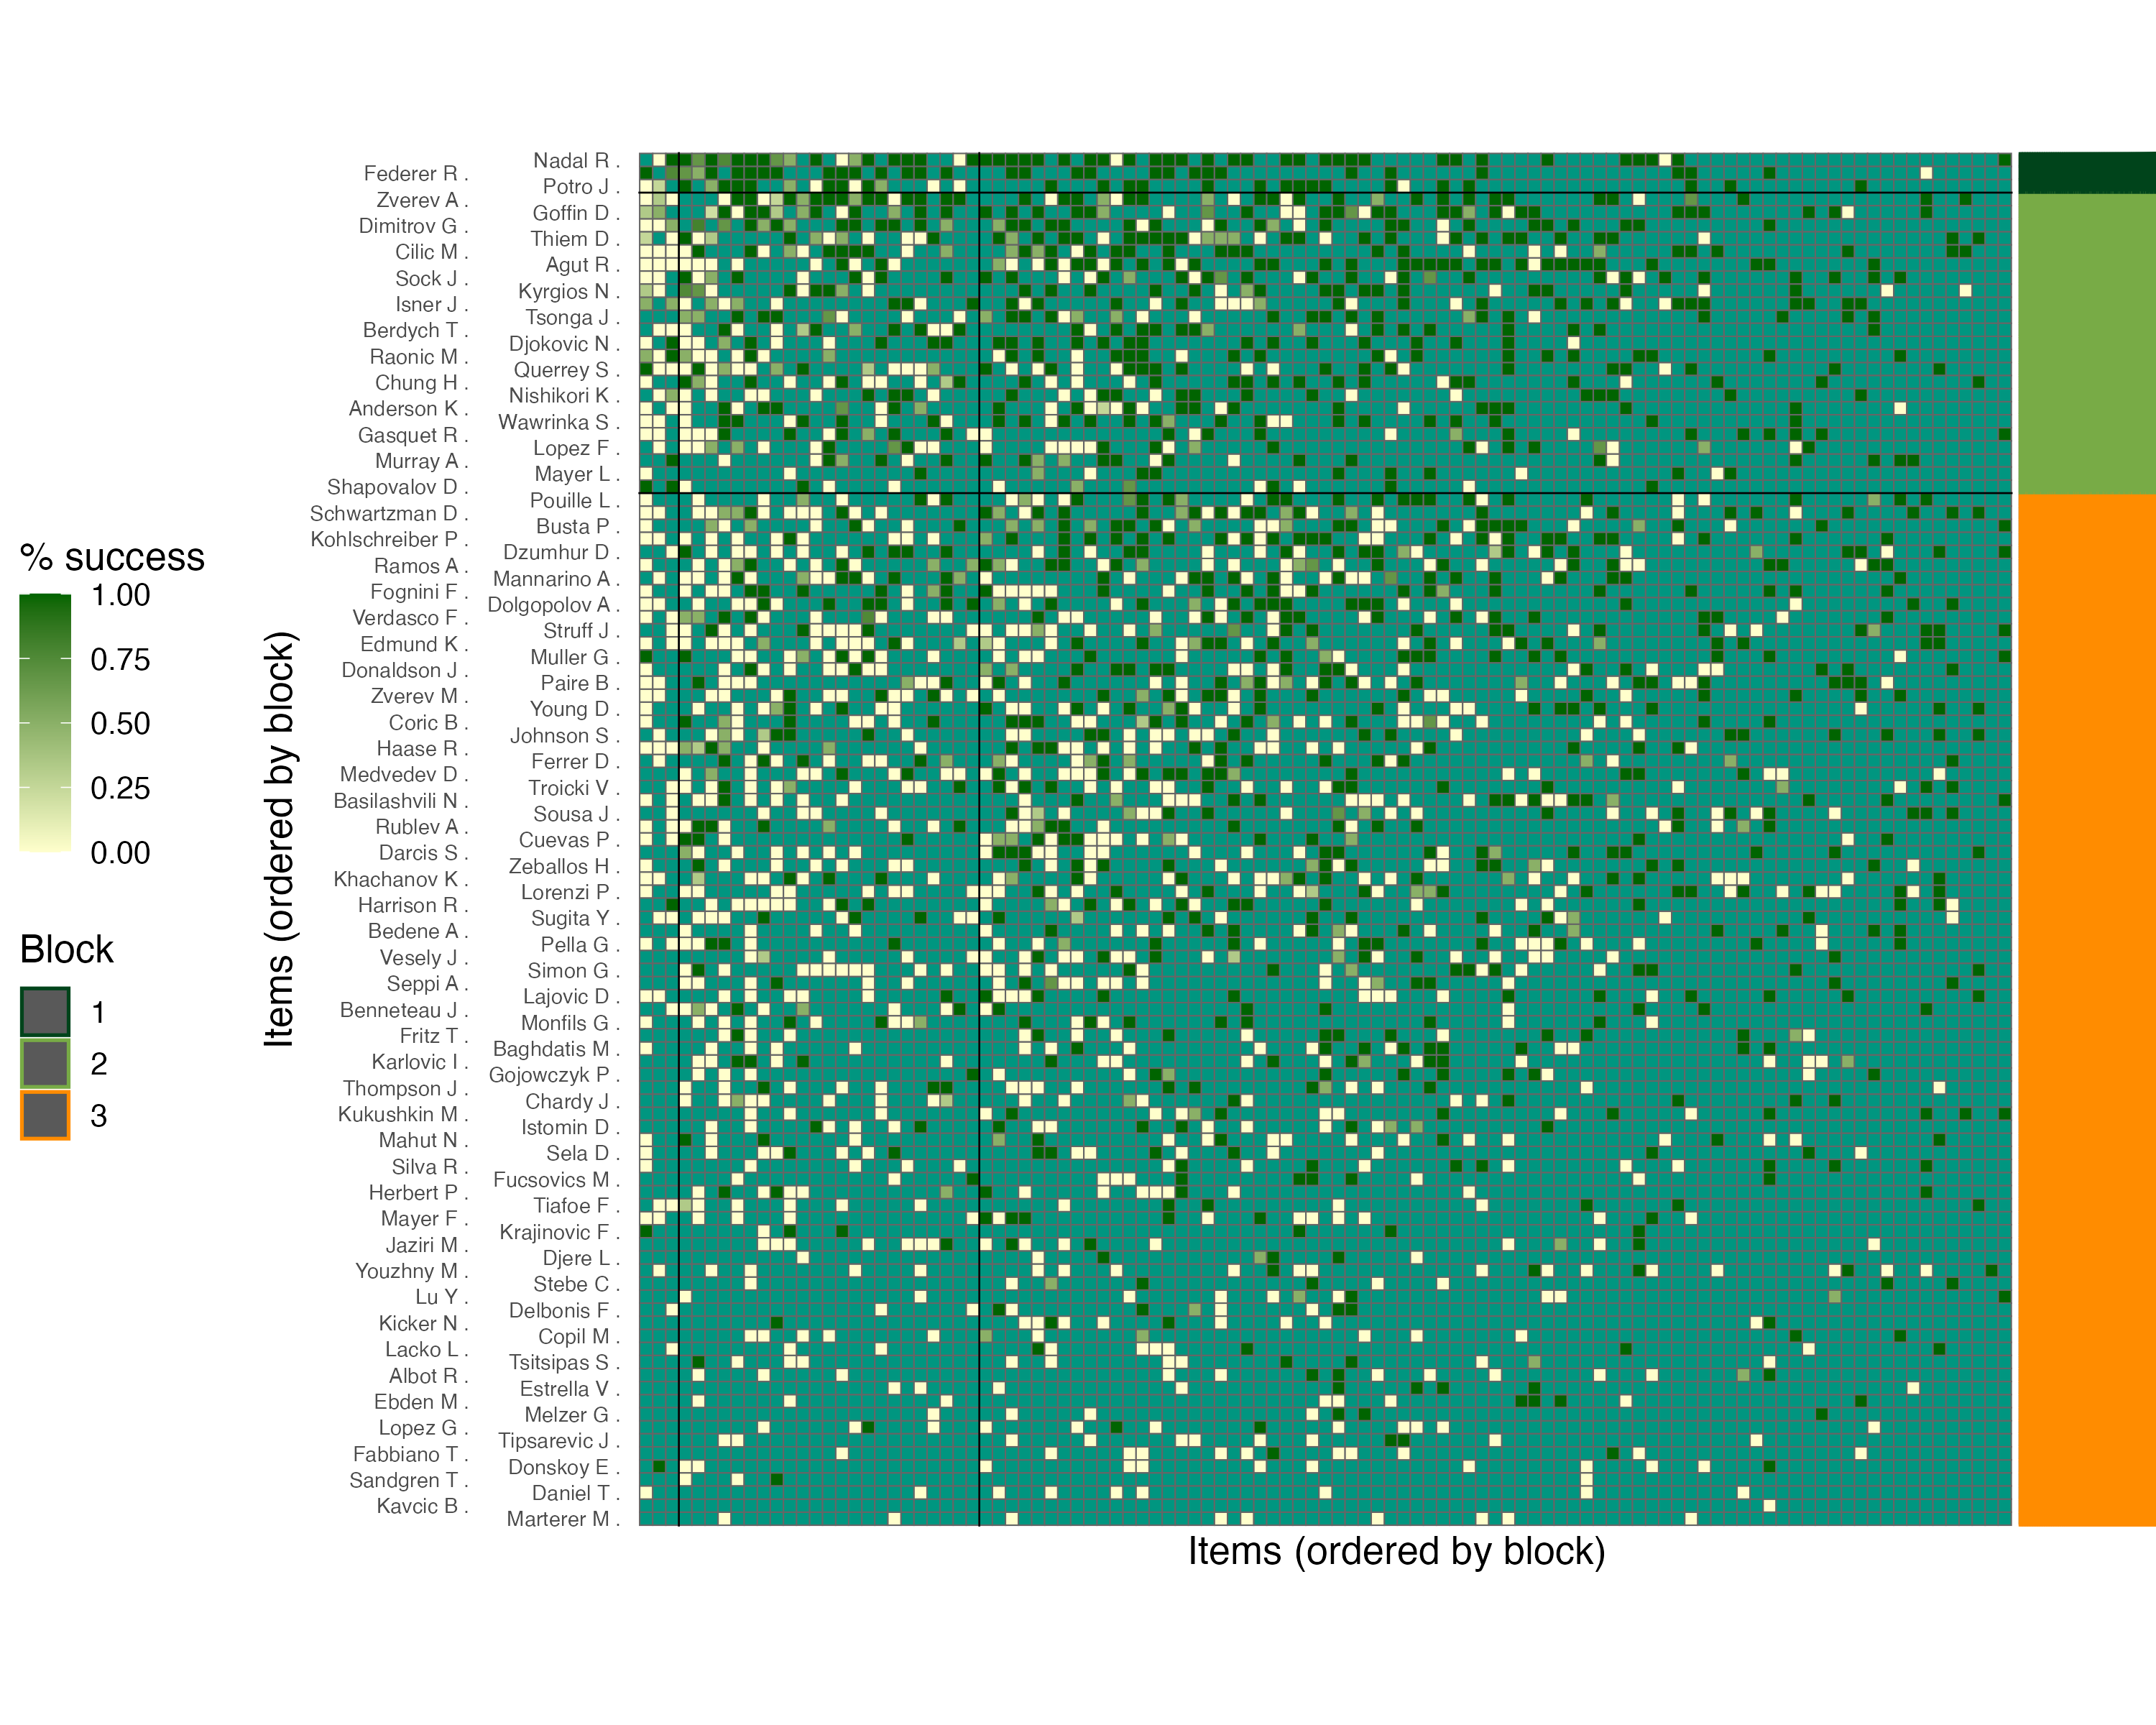 Nadal R .
Federer R .
Potro J .
Zverev A .
Goffin D .
Dimitrov G .
Thiem D .
Cilic M .
Agut R .
Sock J .
Kyrgios N .
Isner J .
Tsonga J .
Berdych T .
Djokovic N .
Raonic M .
Querrey S .
Chung H .
Nishikori K .
Anderson K .
Wawrinka S .
Gasquet R .
Lopez F .
Murray A .
Mayer L .
Shapovalov D .
Pouille L .
Schwartzman D .
Busta P .
Kohlschreiber P .
Dzumhur D .
Ramos A .
Mannarino A .
Fognini F .
Dolgopolov A .
Verdasco F .
Struff J .
Edmund K .
Muller G .
Donaldson J .
Paire B .
Zverev M .
Young D .
Coric B .
Johnson S .
Haase R .
Ferrer D .
Medvedev D .
Troicki V .
Basilashvili N .
Sousa J .
Rublev A .
Cuevas P .
Darcis S .
Zeballos H .
Khachanov K .
Lorenzi P .
Harrison R .
Sugita Y .
Bedene A .
Pella G .
Vesely J .
Simon G .
Seppi A .
Lajovic D .
Benneteau J .
Monfils G .
Fritz T .
Baghdatis M .
Karlovic I .
Gojowczyk P .
Thompson J .
Chardy J .
Kukushkin M .
Istomin D .
Mahut N .
Sela D .
Silva R .
Fucsovics M .
Herbert P .
Tiafoe F .
Mayer F .
Krajinovic F .
Jaziri M .
Djere L .
Youzhny M .
Stebe C .
Lu Y .
Delbonis F .
Kicker N .
Copil M .
Lacko L .
Tsitsipas S .
Albot R .
Estrella V .
Ebden M .
Melzer G .
Lopez G .
Tipsarevic J .
Fabbiano T .
Donskoy E .
Sandgren T .
Daniel T .
Kavcic B .
Marterer M .
Items (ordered by block)
Items (ordered by block)
% success
1.00
0.75
0.50
0.25
0.00
Block
1
2
3